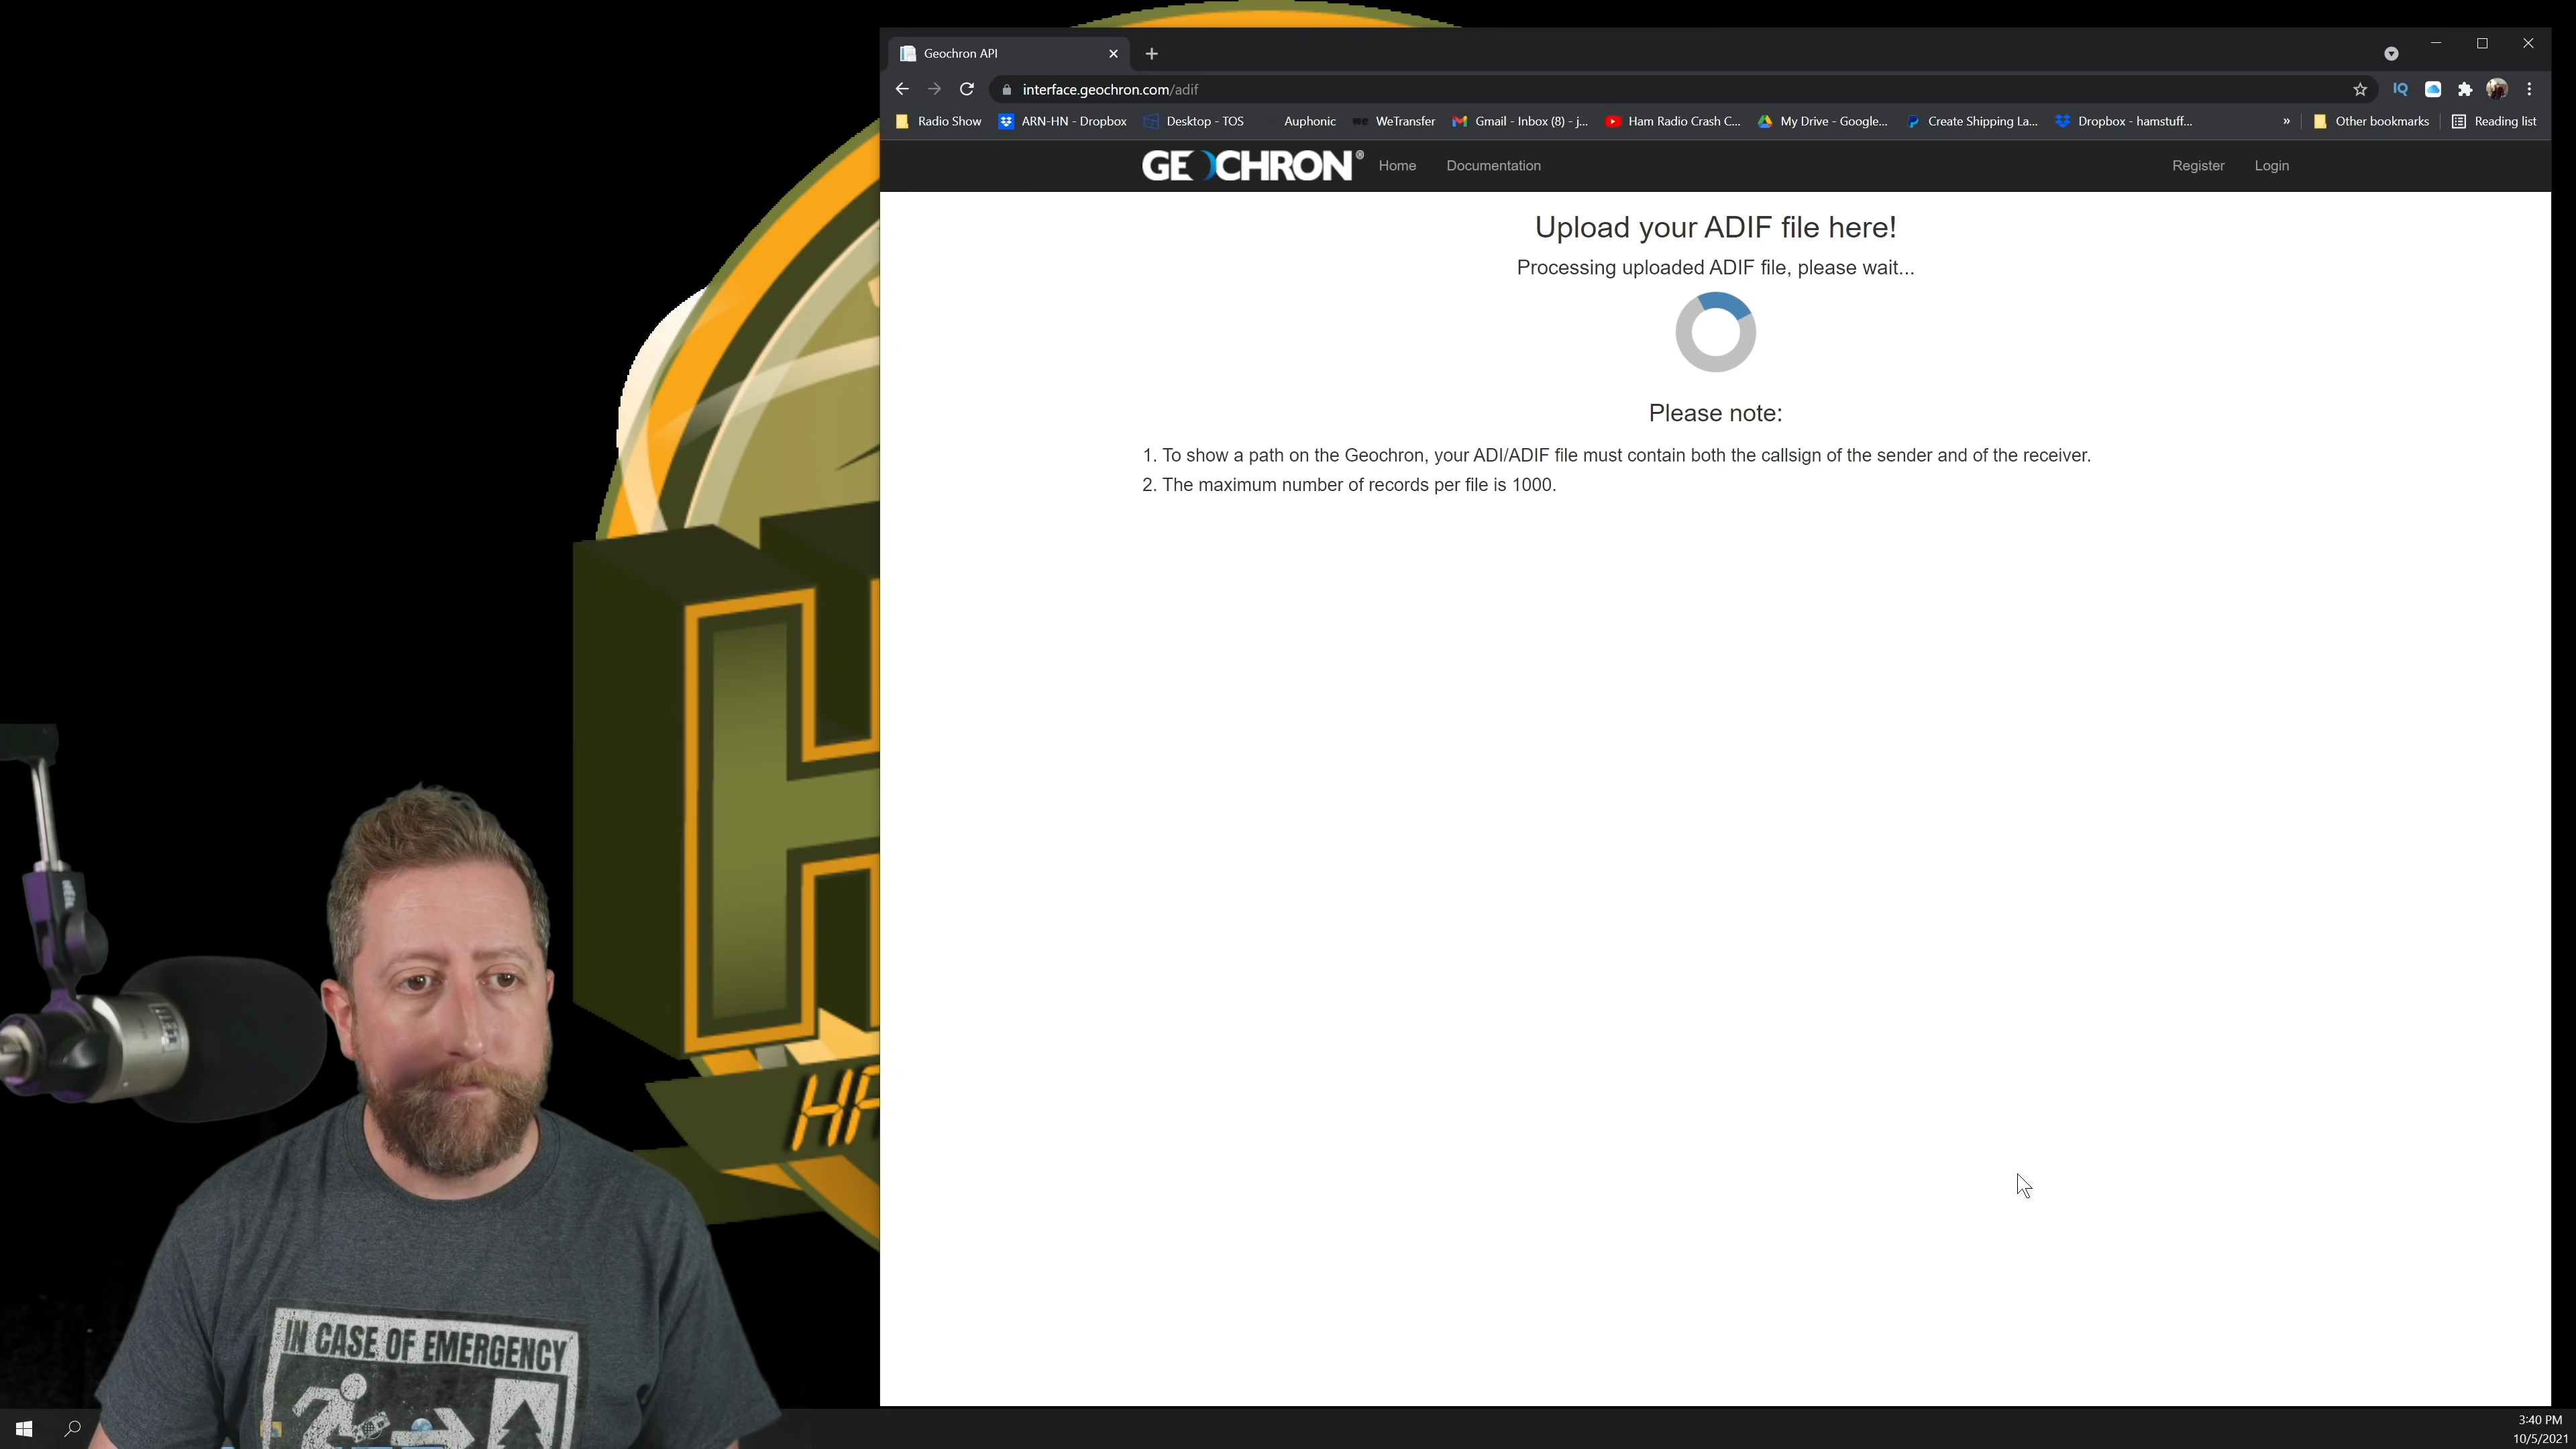 Geochron API
interface.geochron.com/adif
Radio Show ARN-HN - Dropbox Desktop - TOS Auphonic WeTransfer Gmail - Inbox (8) - j... Ham Radio Crash C... My Drive - Google... Create Shipping La... Dropbox - hamstuff... » Other bookmarks Reading list
IQ
GEOCHRON® Home Documentation Register Login
Upload your ADIF file here!
Processing uploaded ADIF file, please wait...
Please note:
1. To show a path on the Geochron, your ADI/ADIF file must contain both the callsign of the sender and of the receiver.
2. The maximum number of records per file is 1000.
H
HA
IN CASE OF EMERGENCY
3:40 PM
10/5/2021